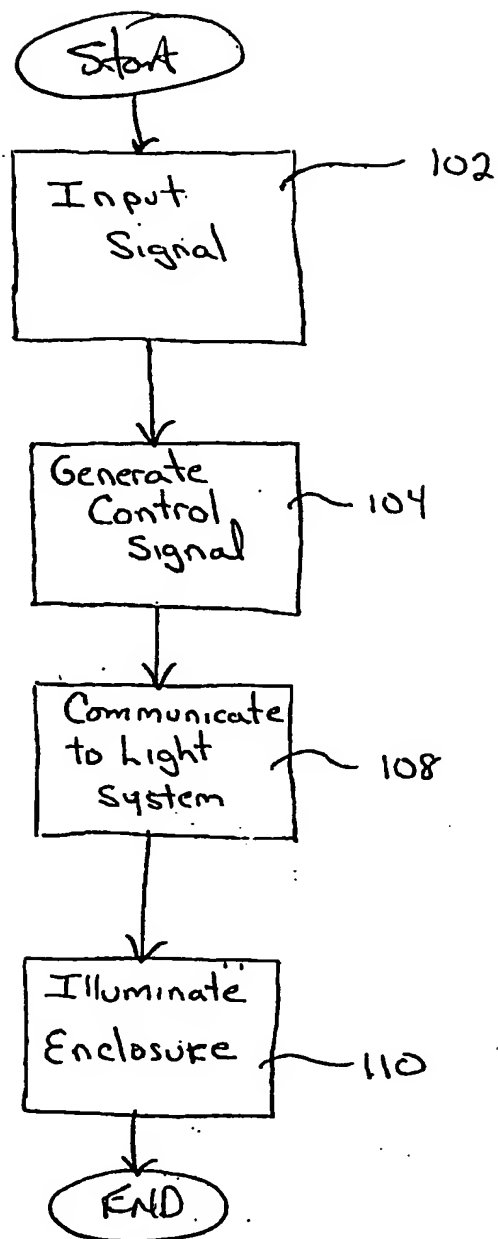 Start
Input
Signal
102
Generate
Control
Signal
104
Communicate
to Light
System
108
Illuminate
Enclosure
110
END